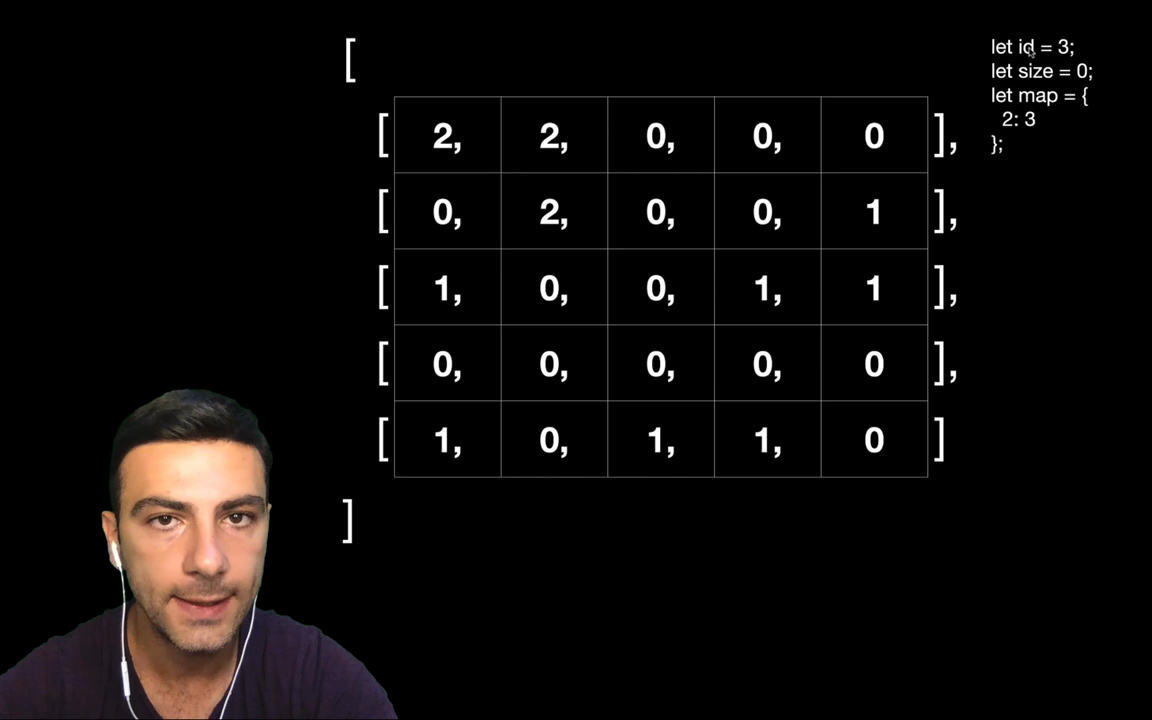 [
[ 2, 2, 0, 0, 0 ],
[ 0, 2, 0, 0, 1 ],
[ 1, 0, 0, 1, 1 ],
[ 0, 0, 0, 0, 0 ],
[ 1, 0, 1, 1, 0 ]
]
let id = 3;
let size = 0;
let map = {
2: 3
};